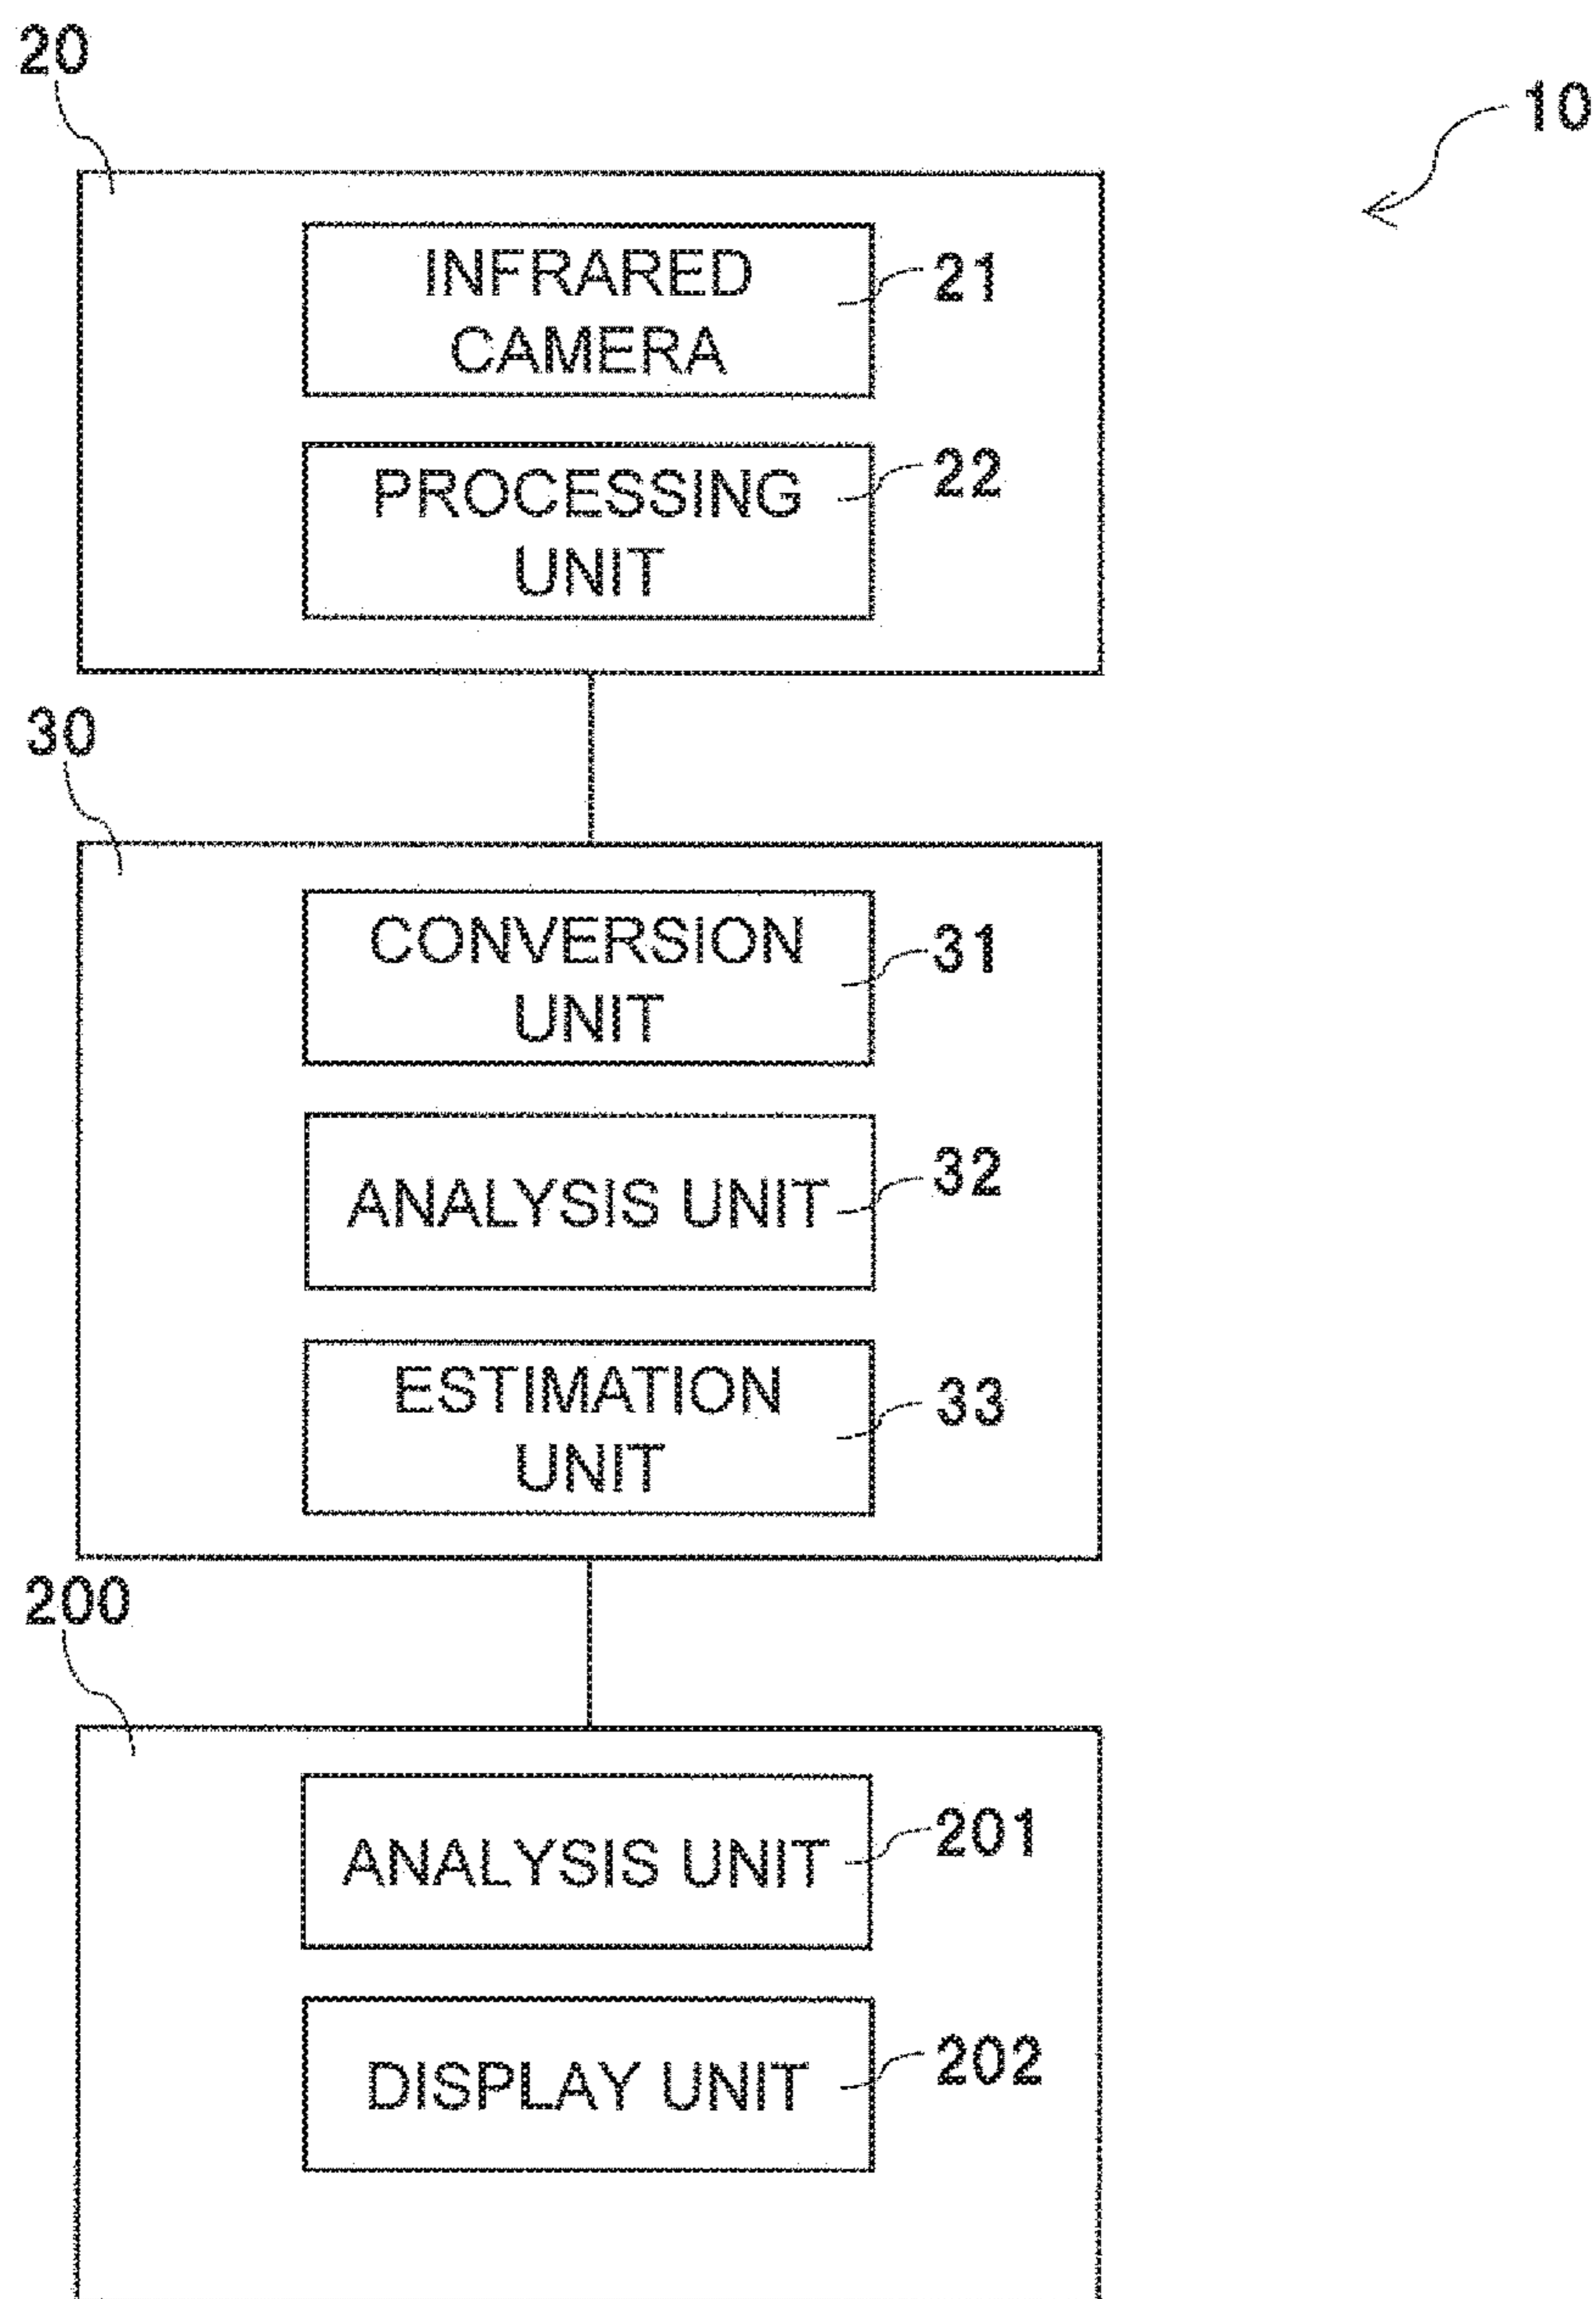 20
10
INFRARED
CAMERA
21
PROCESSING
UNIT
22
30
CONVERSION
UNIT
31
ANALYSIS UNIT
32
ESTIMATION
UNIT
33
200
ANALYSIS UNIT
201
DISPLAY UNIT
202